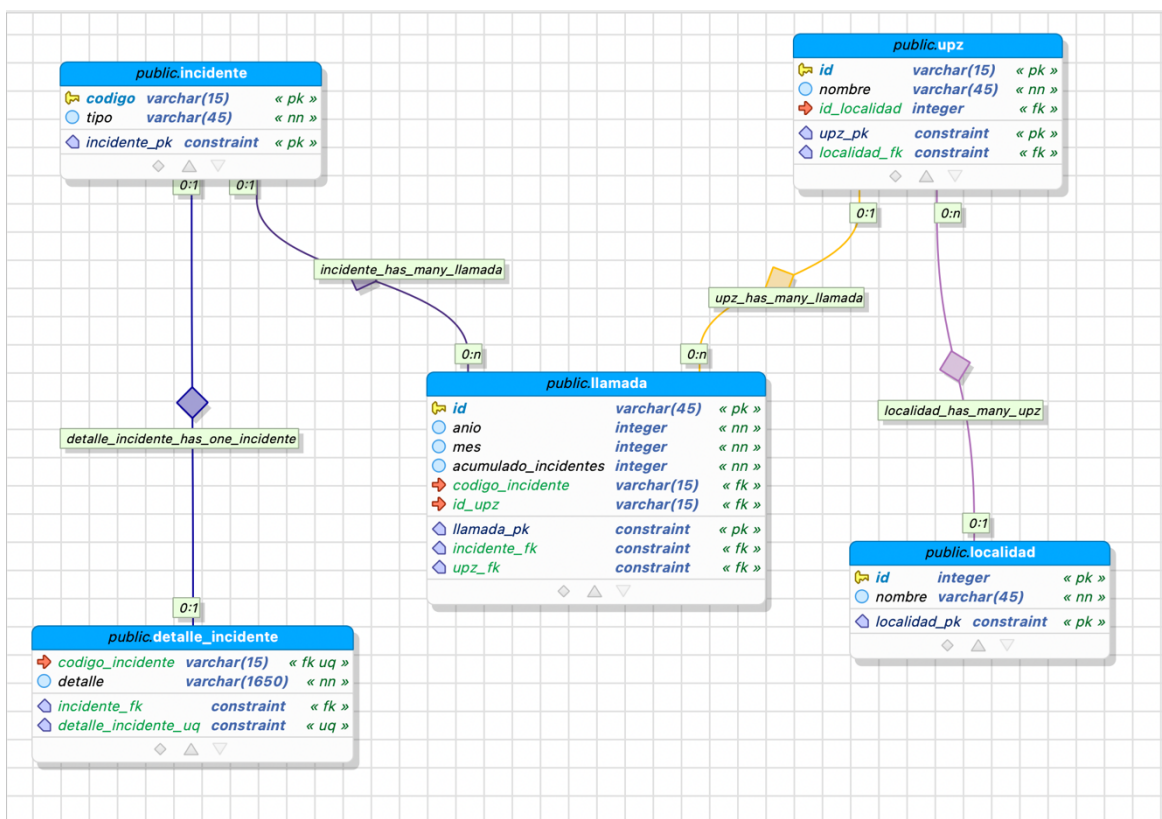 public.incidente
codigo varchar(15) « pk »
tipo varchar(45) « nn »
incidente_pk constraint « pk »
0:1
0:1
public.upz
id varchar(15) « pk »
nombre varchar(45) « nn »
id_localidad integer « fk »
upz_pk constraint « pk »
localidad_fk constraint « fk »
0:1
0:n
incidente_has_many_llamada
upz_has_many_llamada
0:n
0:n
public.llamada
id varchar(45) « pk »
anio integer « nn »
mes integer « nn »
acumulado_incidentes integer « nn »
codigo_incidente varchar(15) « fk »
id_upz varchar(15) « fk »
llamada_pk constraint « pk »
incidente_fk constraint « fk »
upz_fk constraint « fk »
localidad_has_many_upz
detalle_incidente_has_one_incidente
0:1
public.localidad
id integer « pk »
nombre varchar(45) « nn »
localidad_pk constraint « pk »
0:1
public.detalle_incidente
codigo_incidente varchar(15) « fk uq »
detalle varchar(1650) « nn »
incidente_fk constraint « fk »
detalle_incidente_uq constraint « uq »